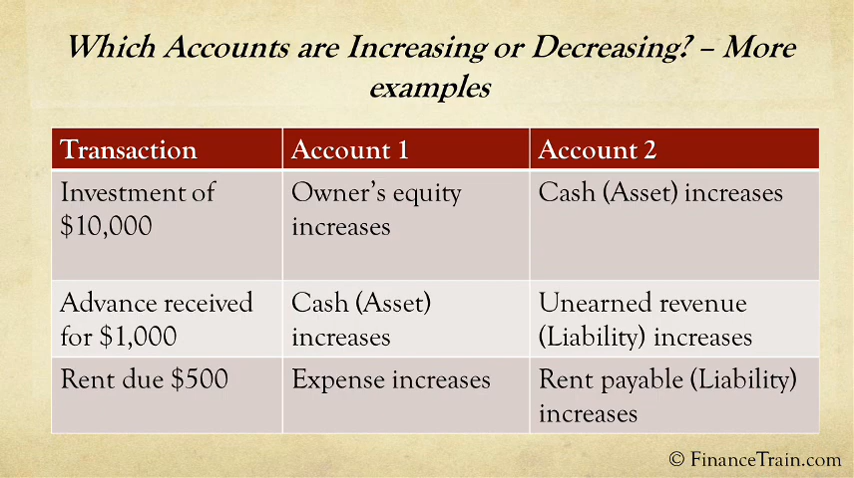 Which Accounts are Increasing or Decreasing? – More
examples
Transaction
Account 1
Account 2
Investment of
$10,000
Owner’s equity
increases
Cash (Asset) increases
Advance received
for $1,000
Cash (Asset)
increases
Unearned revenue
(Liability) increases
Rent due $500
Expense increases
Rent payable (Liability)
increases
© FinanceTrain.com